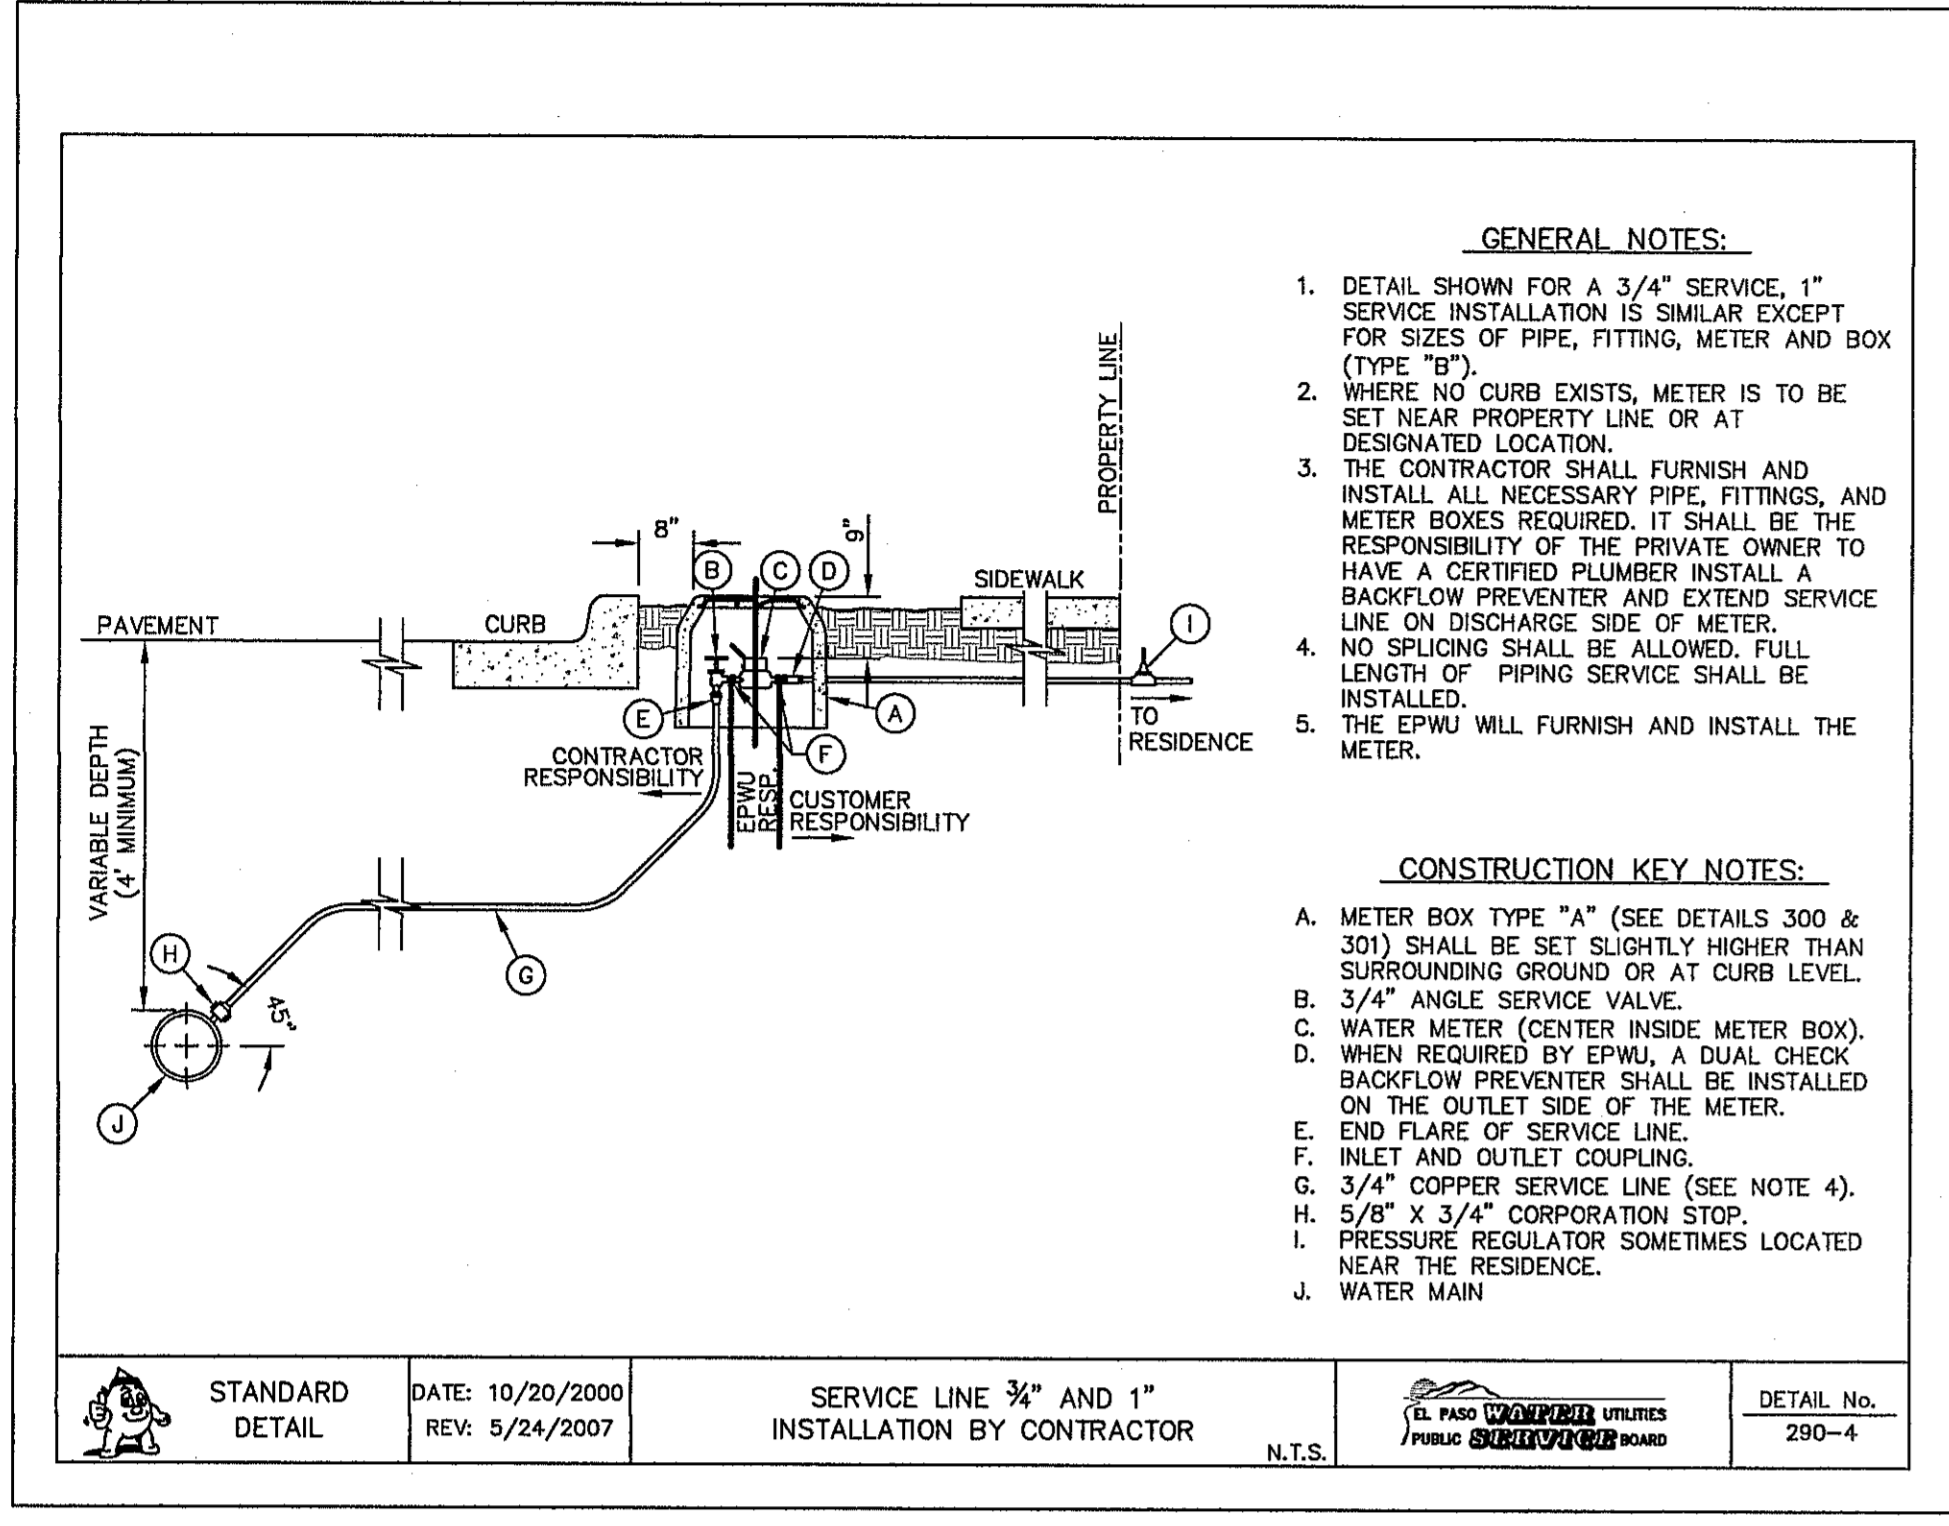 GENERAL NOTES:
1. DETAIL SHOWN FOR A 3/4" SERVICE, 1"
SERVICE INSTALLATION IS SIMILAR EXCEPT
FOR SIZES OF PIPE, FITTING, METER AND BOX
(TYPE "B").
2. WHERE NO CURB EXISTS, METER IS TO BE
SET NEAR PROPERTY LINE OR AT
DESIGNATED LOCATION.
3. THE CONTRACTOR SHALL FURNISH AND
INSTALL ALL NECESSARY PIPE, FITTINGS, AND
METER BOXES REQUIRED. IT SHALL BE THE
RESPONSIBILITY OF THE PRIVATE OWNER TO
HAVE A CERTIFIED PLUMBER INSTALL A
BACKFLOW PREVENTER AND EXTEND SERVICE
LINE ON DISCHARGE SIDE OF METER.
4. NO SPLICING SHALL BE ALLOWED. FULL
LENGTH OF PIPING SERVICE SHALL BE
INSTALLED.
5. THE EPWU WILL FURNISH AND INSTALL THE
METER.
PROPERTY LINE
8"
9"
B
C
D
SIDEWALK
I
PAVEMENT
CURB
E
A
F
TO
RESIDENCE
CONTRACTOR
RESPONSIBILITY
EPWU
RESP.
CUSTOMER
RESPONSIBILITY
VARIABLE DEPTH
(4' MINIMUM)
H
G
45°
J
CONSTRUCTION KEY NOTES:
A. METER BOX TYPE "A" (SEE DETAILS 300 &
301) SHALL BE SET SLIGHTLY HIGHER THAN
SURROUNDING GROUND OR AT CURB LEVEL.
B. 3/4" ANGLE SERVICE VALVE.
C. WATER METER (CENTER INSIDE METER BOX).
D. WHEN REQUIRED BY EPWU, A DUAL CHECK
BACKFLOW PREVENTER SHALL BE INSTALLED
ON THE OUTLET SIDE OF THE METER.
E. END FLARE OF SERVICE LINE.
F. INLET AND OUTLET COUPLING.
G. 3/4" COPPER SERVICE LINE (SEE NOTE 4).
H. 5/8" X 3/4" CORPORATION STOP.
I. PRESSURE REGULATOR SOMETIMES LOCATED
NEAR THE RESIDENCE.
J. WATER MAIN
STANDARD
DETAIL
DATE: 10/20/2000
REV: 5/24/2007
SERVICE LINE ¾" AND 1"
INSTALLATION BY CONTRACTOR
N.T.S.
EL PASO WATER UTILITIES
PUBLIC SERVICE BOARD
DETAIL No.
290-4